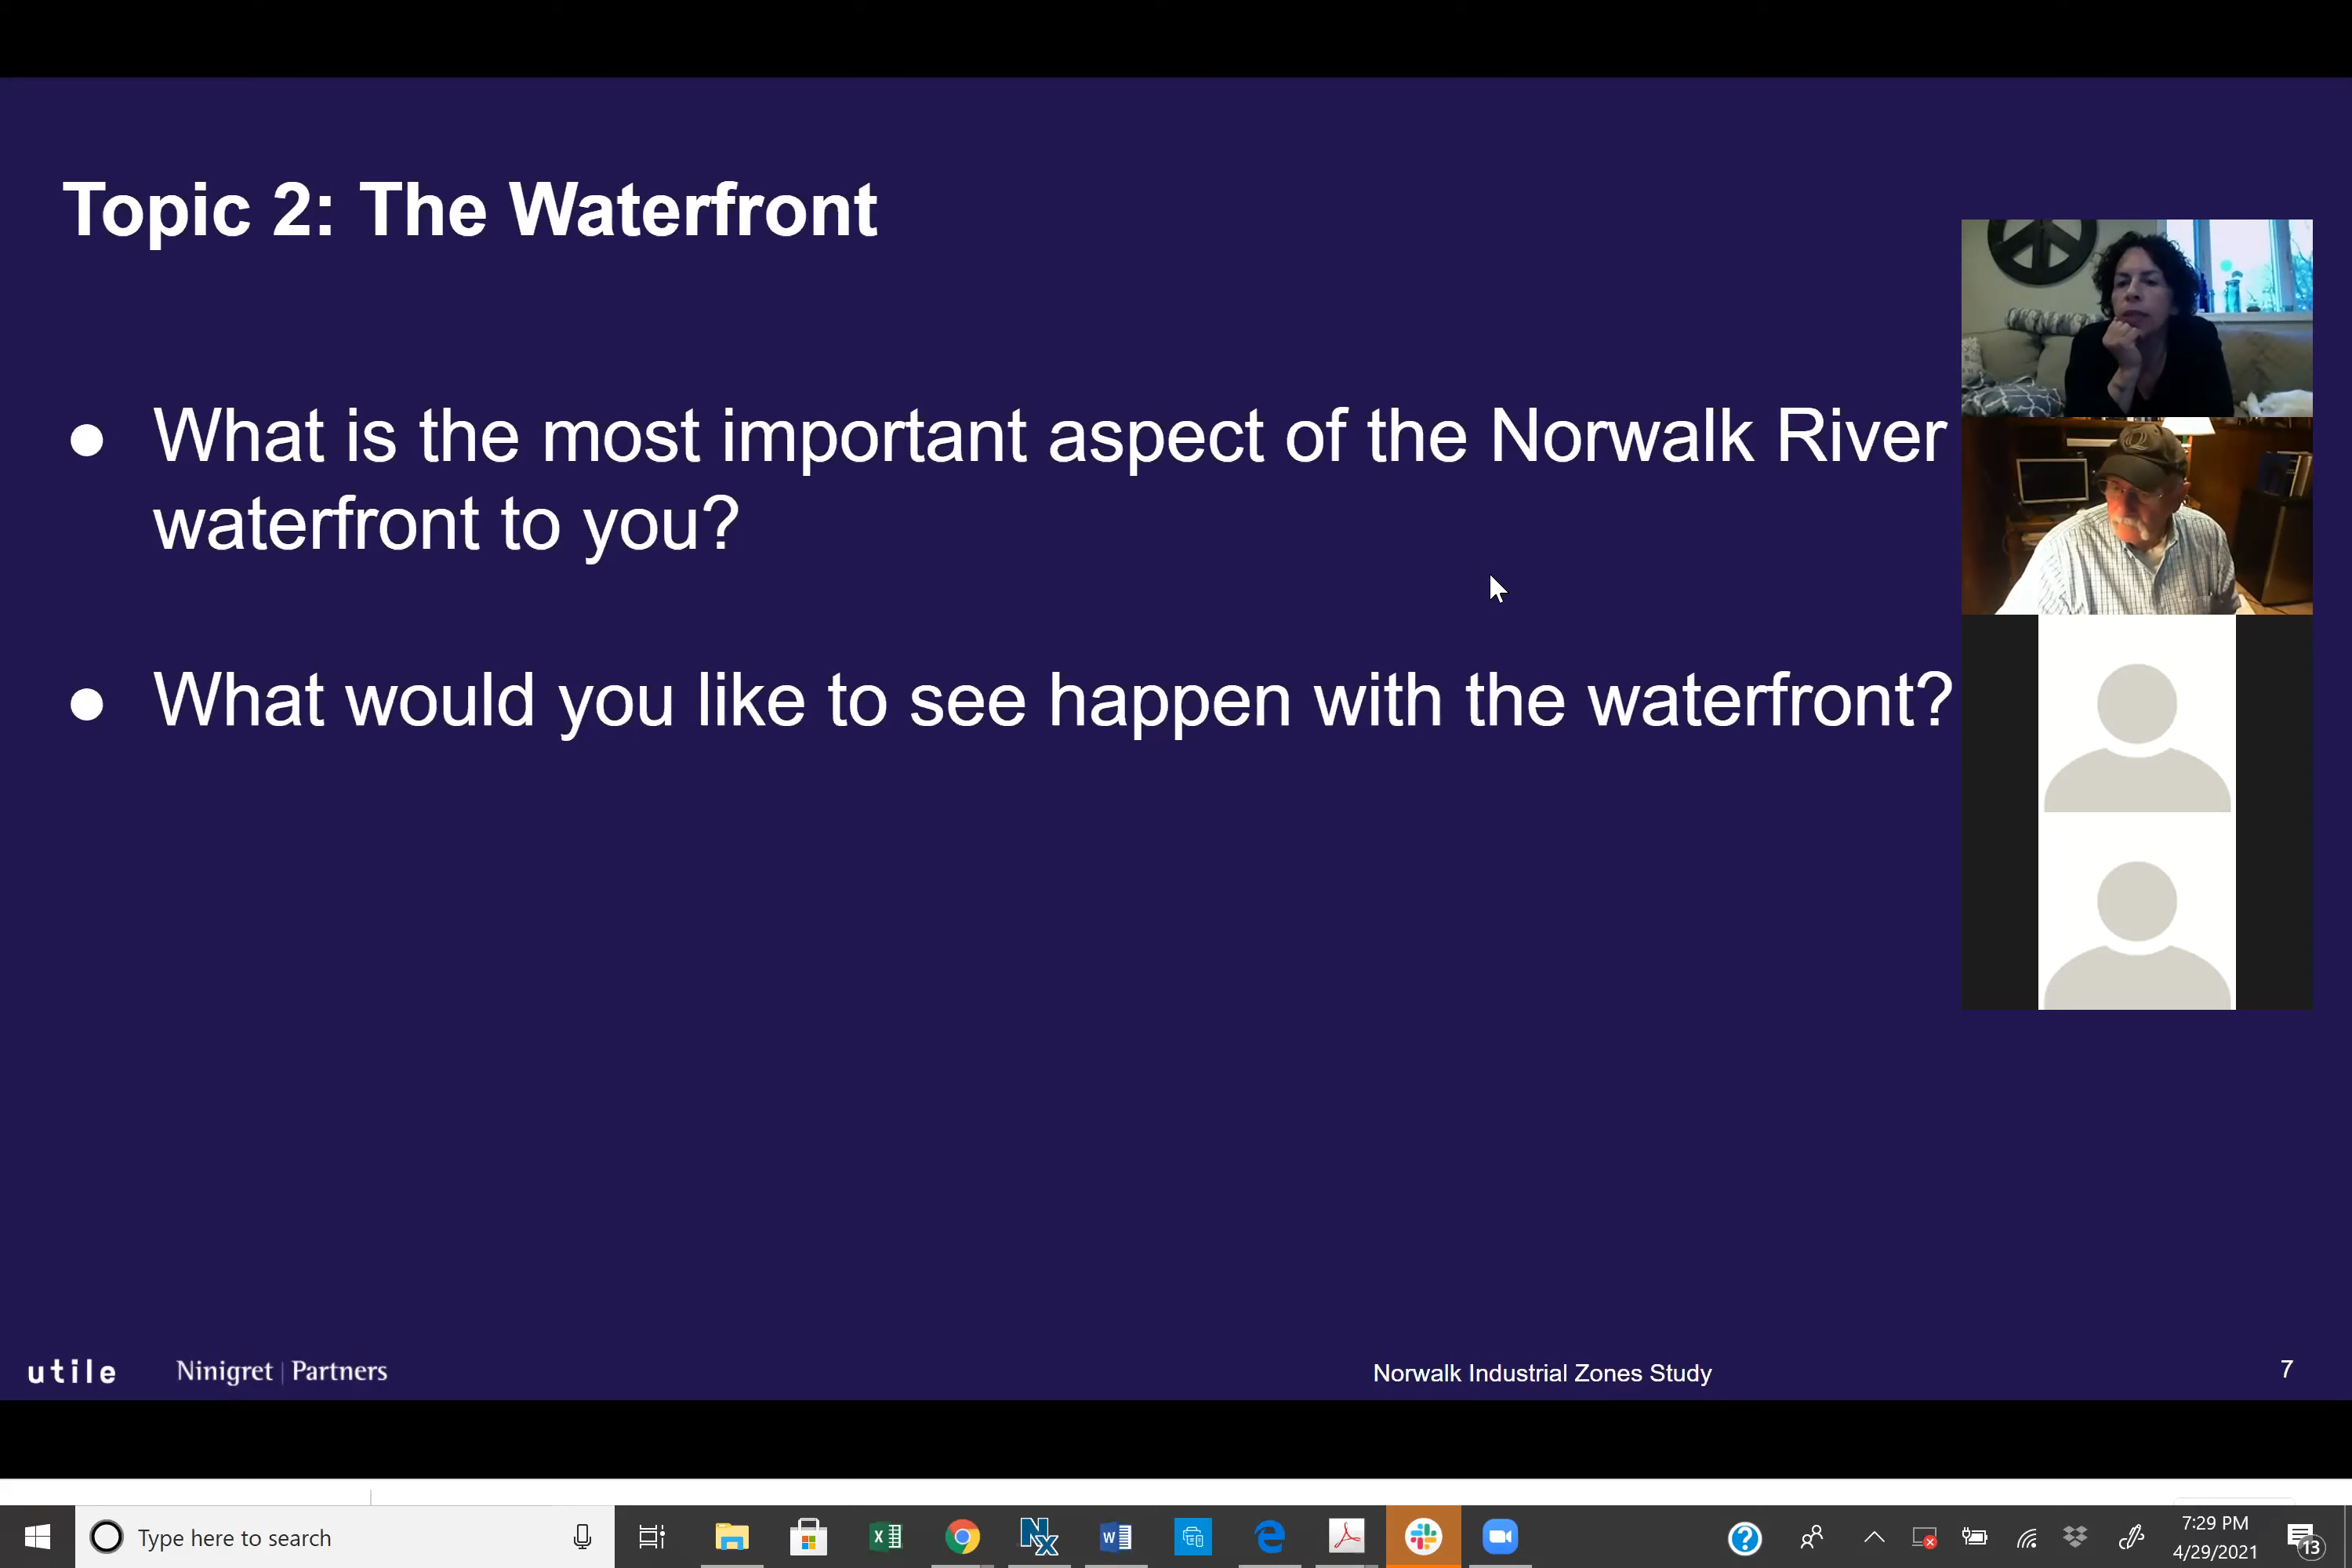 Topic 2: The Waterfront
What is the most important aspect of the Norwalk River
waterfront to you?
What would you like to see happen with the waterfront?
utile
Ninigret | Partners
Norwalk Industrial Zones Study
7
Type here to search
7:29 PM
4/29/2021
13